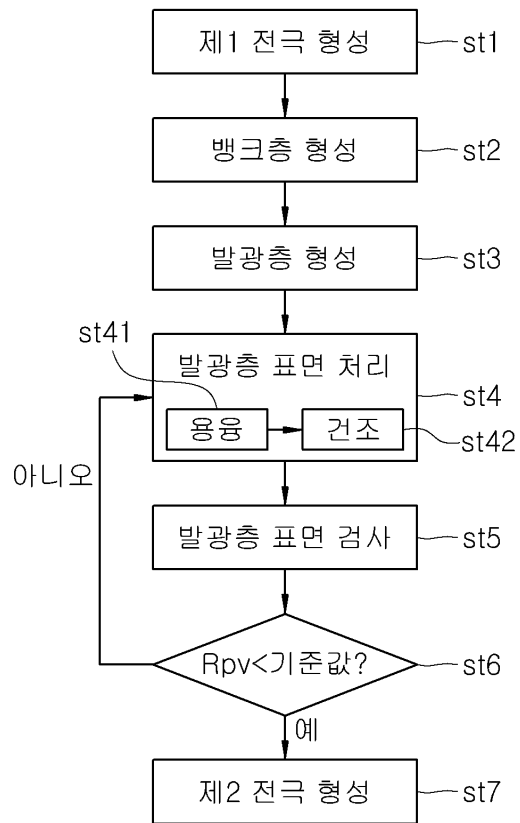 제1 전극 형성
st1
뱅크층 형성
st2
발광층 형성
st3
st41
발광층 표면 처리
st4
용융
건조
st42
아니오
발광층 표면 검사
st5
Rpv<기준값?
st6
예
제2 전극 형성
st7